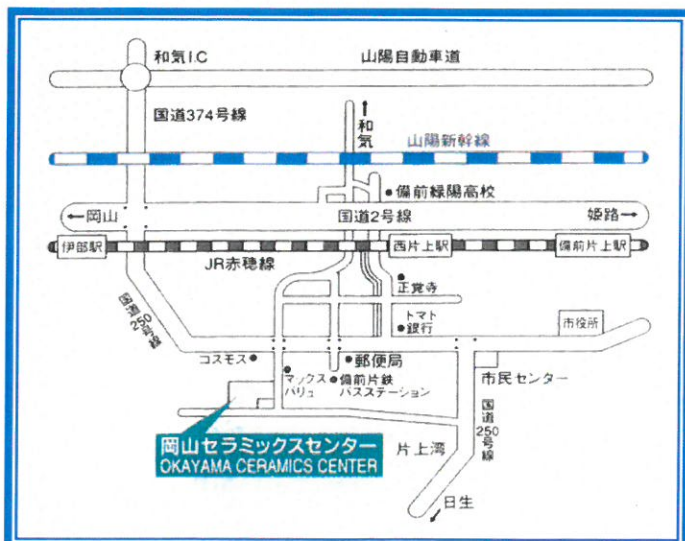 和気I.C
山陽自動車道
国道374号線
和気
山陽新幹線
備前緑陽高校
←岡山
国道2号線
姫路→
伊部駅
西片上駅
備前片上駅
JR赤穂線
正覚寺
国道
250
号線
トマト
銀行
市役所
コスモス
郵便局
マックス
バリュ
備前片鉄
バスステーション
市民センター
国道250号線
岡山セラミックスセンター
OKAYAMA CERAMICS CENTER
片上湾
日生